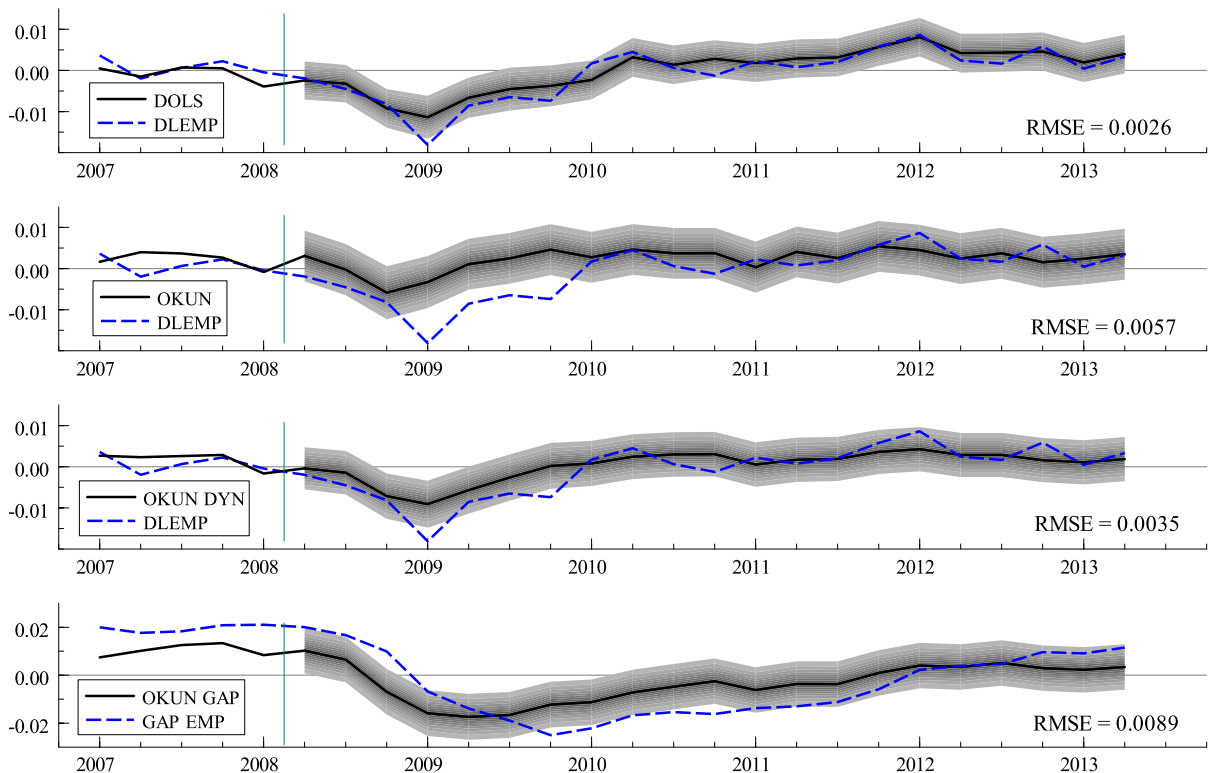 0.01
0.00
-0.01
DOLS
DLEMP
RMSE = 0.0026
2007 2008 2009 2010 2011 2012 2013
0.01
0.00
-0.01
OKUN
DLEMP
RMSE = 0.0057
2007 2008 2009 2010 2011 2012 2013
0.01
0.00
-0.01
OKUN DYN
DLEMP
RMSE = 0.0035
2007 2008 2009 2010 2011 2012 2013
0.02
0.00
-0.02
OKUN GAP
GAP EMP
RMSE = 0.0089
2007 2008 2009 2010 2011 2012 2013